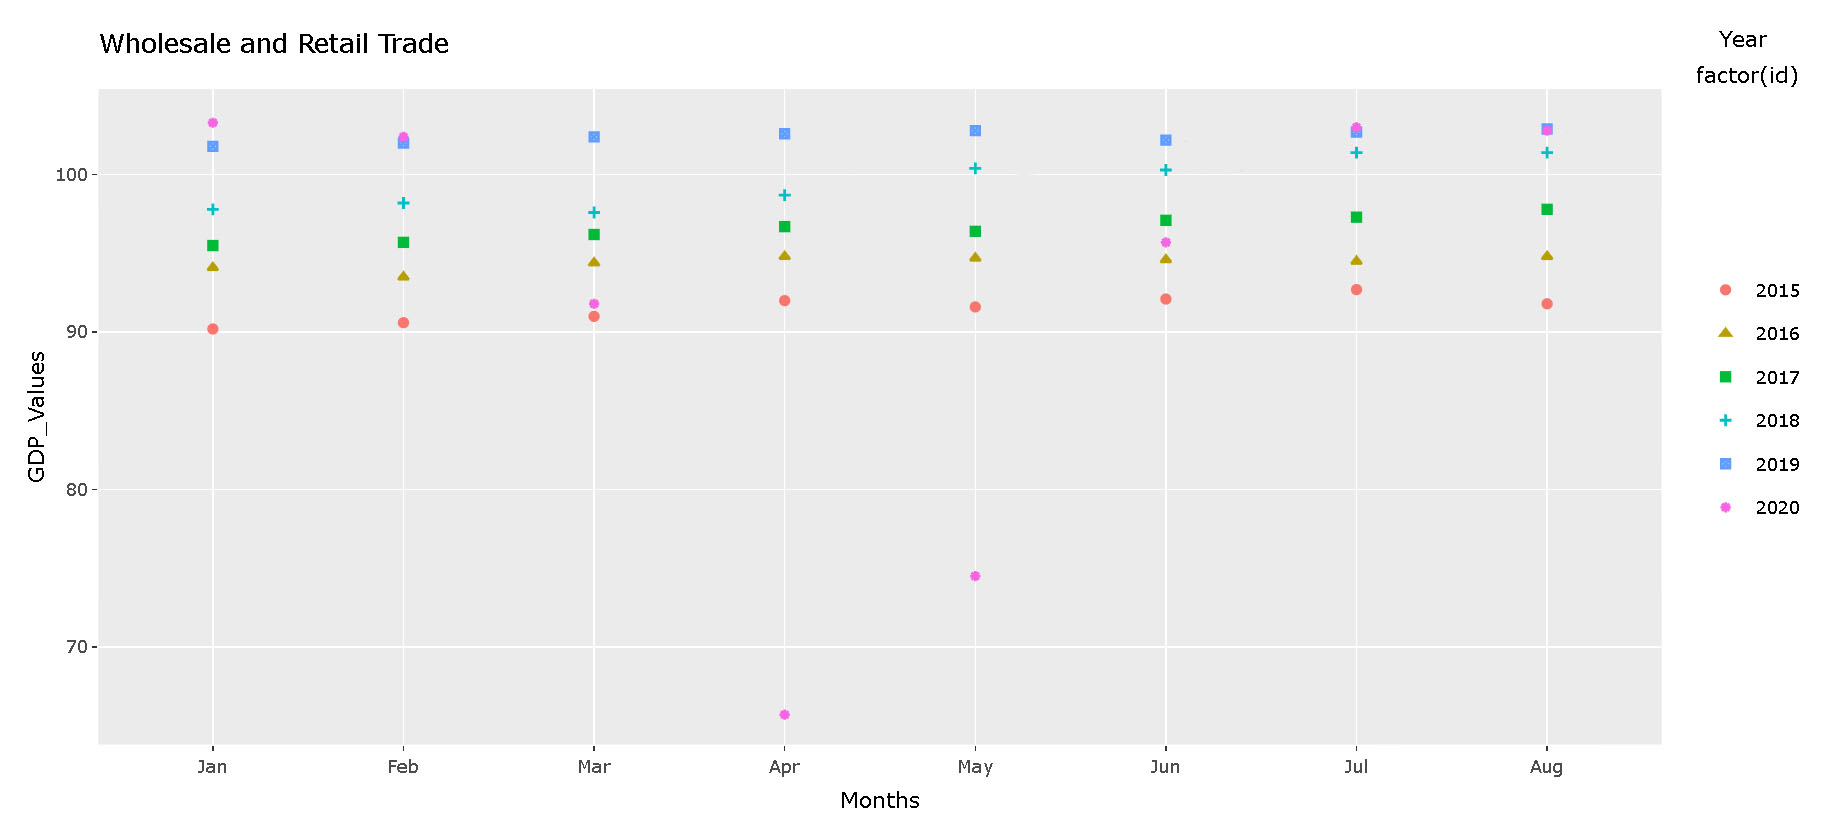 Wholesale and Retail Trade
Year
factor(id)
100
90
80
70
GDP_Values
2015
2016
2017
2018
2019
2020
Jan Feb Mar Apr May Jun Jul Aug
Months